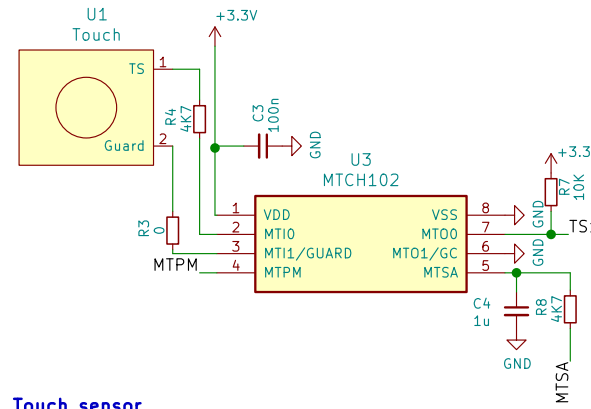 U1
Touch
TS 1
Guard 2
+3.3V
R4
4K7
C3
100n
GND
R3
0
U3
MTCH102
1 VDD
2 MTI0
3 MTI1/GUARD
4 MTPM
MTPM
VSS 8
MTO0 7
MTO1/GC 6
MTSA 5
GND
GND
+3.3
R7
10K
C4
1u
GND
R8
4K7
MTSA
Touch sensor